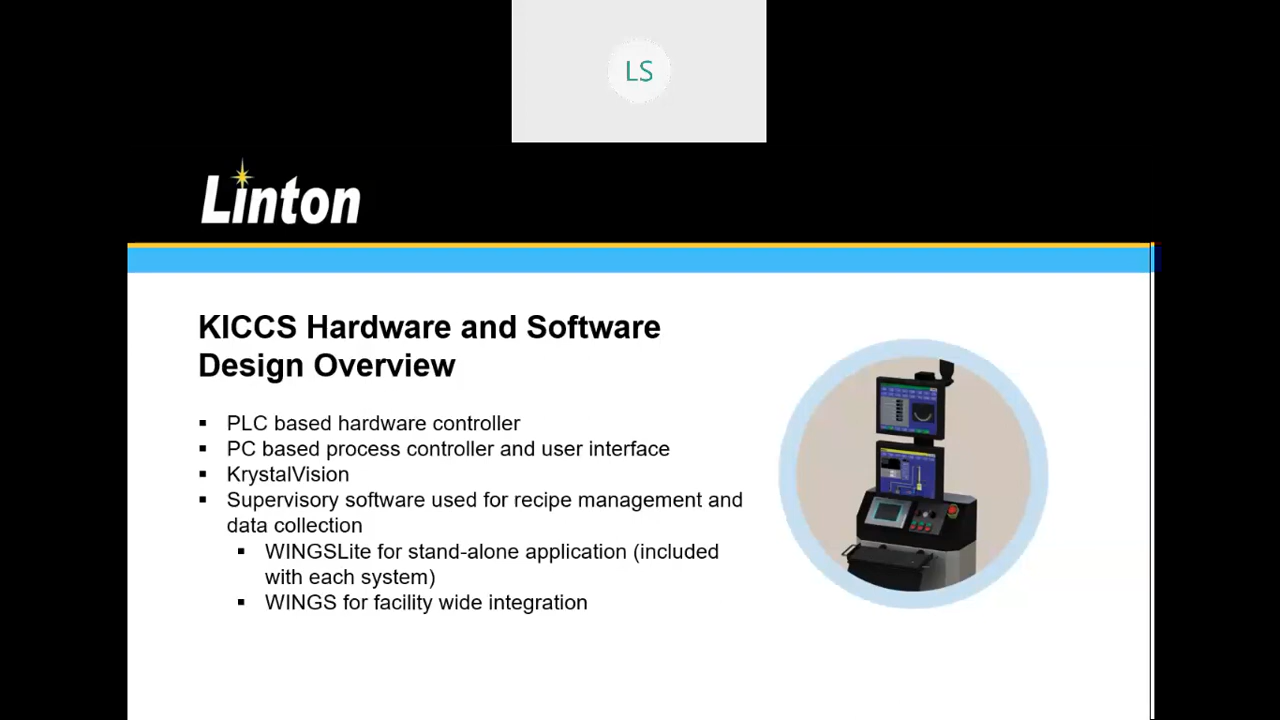 LS
Linton
KICCS Hardware and Software
Design Overview
▪ PLC based hardware controller
▪ PC based process controller and user interface
▪ KrystalVision
▪ Supervisory software used for recipe management and
data collection
▪ WINGSLite for stand-alone application (included
with each system)
▪ WINGS for facility wide integration